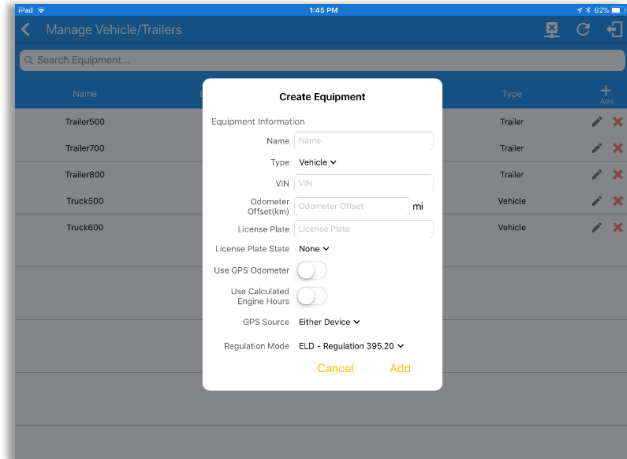 iPad
1:45 PM
62%
Manage Vehicle/Trailers
Search Equipment...
Name
Type
Add
Create Equipment
Equipment Information
Name
Name
Type
Vehicle
VIN
VIN
Odometer
Offset(km)
Odometer Offset
mi
License Plate
License Plate
License Plate State
None
Use GPS Odometer
Use Calculated
Engine Hours
GPS Source
Either Device
Regulation Mode
ELD - Regulation 395.20
Cancel
Add
Trailer500
Trailer
Trailer700
Trailer
Trailer800
Trailer
Truck500
Vehicle
Truck600
Vehicle